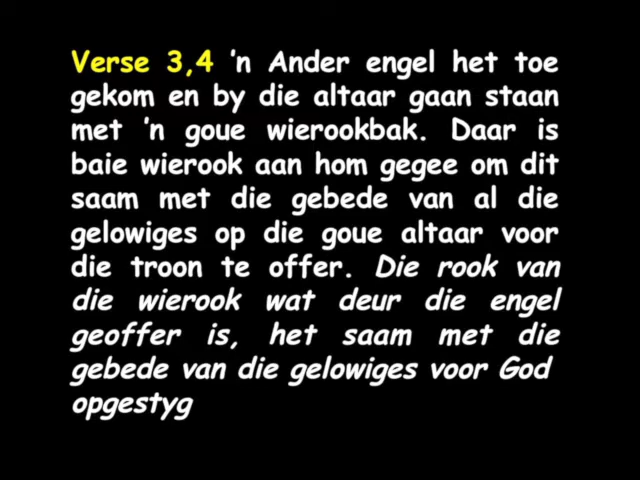 Verse 3,4 'n Ander engel het toe
gekom en by die altaar gaan staan
met 'n goue wierookbak. Daar is
baie wierook aan hom gegee om dit
saam met die gebede van al die
gelowiges op die goue altaar voor
die troon te offer. Die rook van
die wierook wat deur die engel
geoffer is, het saam met die
gebede van die gelowiges voor God
opgestyg